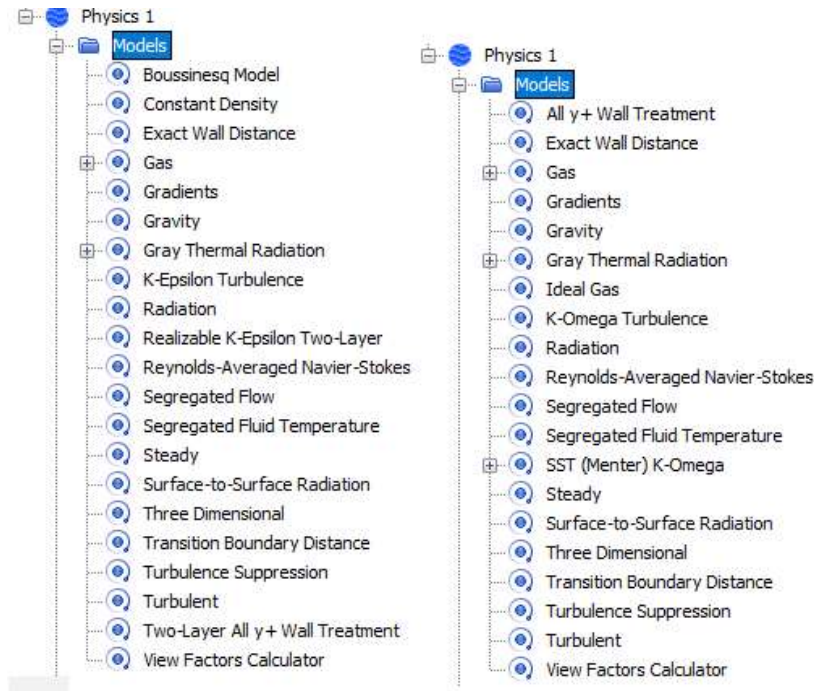 Physics 1
Models
Boussinesq Model
Constant Density
Exact Wall Distance
Gas
Gradients
Gravity
Gray Thermal Radiation
K-Epsilon Turbulence
Radiation
Realizable K-Epsilon Two-Layer
Reynolds-Averaged Navier-Stokes
Segregated Flow
Segregated Fluid Temperature
Steady
Surface-to-Surface Radiation
Three Dimensional
Transition Boundary Distance
Turbulence Suppression
Turbulent
Two-Layer All y+ Wall Treatment
View Factors Calculator
Physics 1
Models
All y+ Wall Treatment
Exact Wall Distance
Gas
Gradients
Gravity
Gray Thermal Radiation
Ideal Gas
K-Omega Turbulence
Radiation
Reynolds-Averaged Navier-Stokes
Segregated Flow
Segregated Fluid Temperature
SST (Menter) K-Omega
Steady
Surface-to-Surface Radiation
Three Dimensional
Transition Boundary Distance
Turbulence Suppression
Turbulent
View Factors Calculator